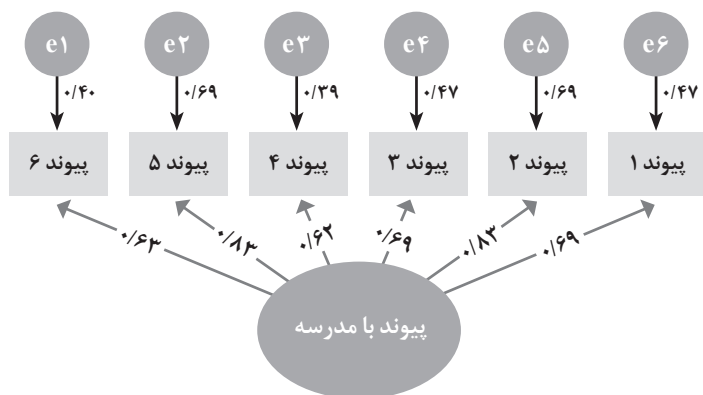 e۱ e۲ e۳ e۴ e۵ e۶
۰/۴۰ ۰/۶۹ ۰/۳۹ ۰/۴۷ ۰/۶۹ ۰/۴۷
پیوند ۶ پیوند ۵ پیوند ۴ پیوند ۳ پیوند ۲ پیوند ۱
۰/۶۳ ۰/۸۳ ۰/۶۲ ۰/۶۹ ۰/۸۳ ۰/۶۹
پیوند با مدرسه